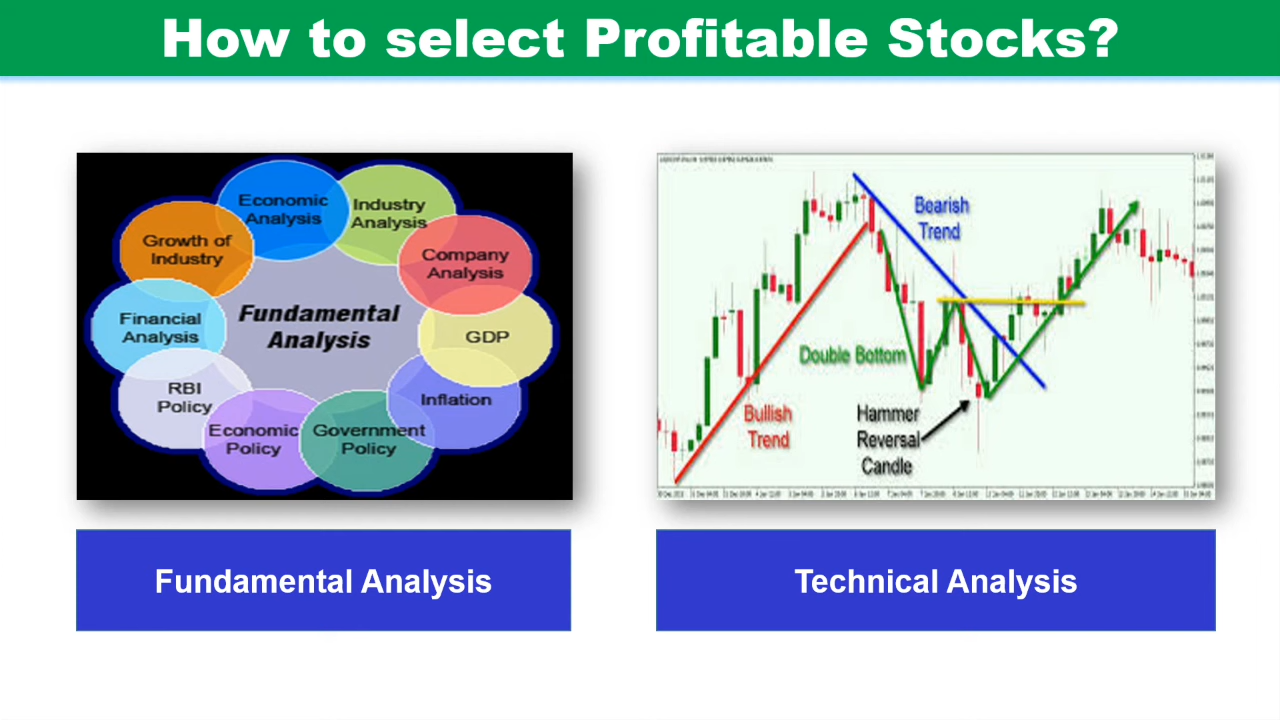 How to select Profitable Stocks?
Economic
Analysis
Industry
Analysis
Growth of
Industry
Company
Analysis
Fundamental
Analysis
Financial
Analysis
GDP
RBI
Policy
Inflation
Economic
Policy
Government
Policy
Bearish
Trend
Double Bottom
Bullish
Trend
Hammer
Reversal
Candle
Fundamental Analysis
Technical Analysis